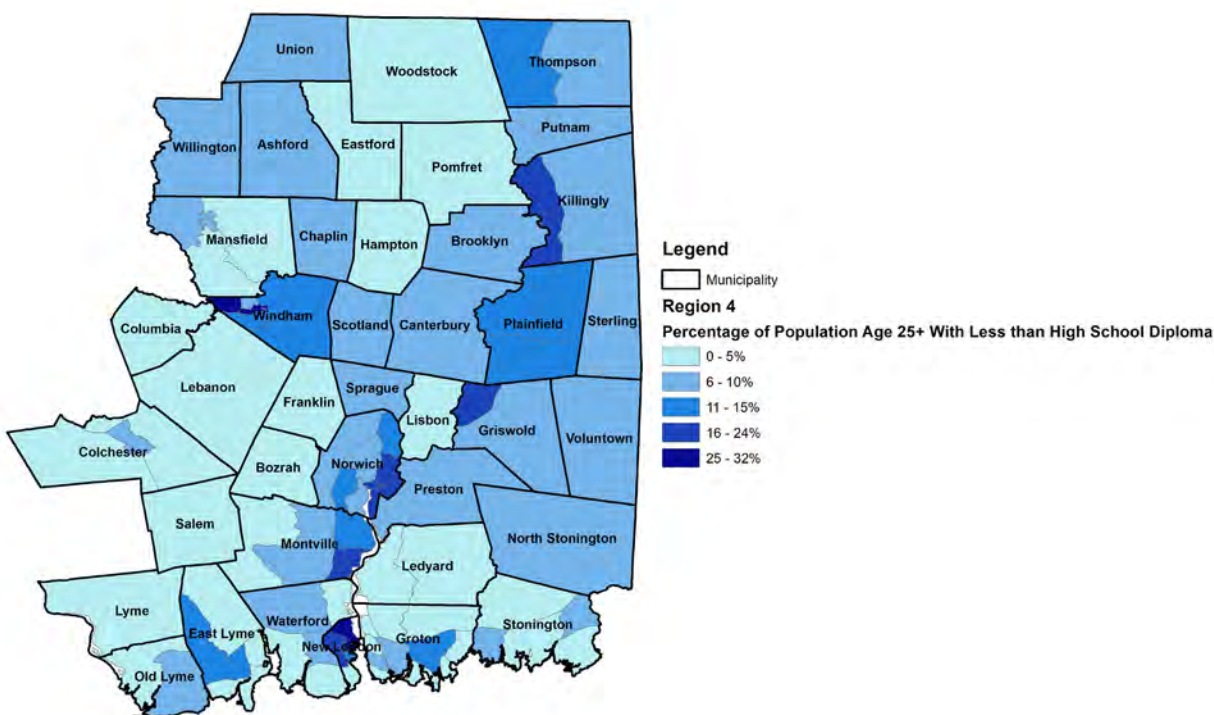 Union
Woodstock
Thompson
Putnam
Willington
Ashford
Eastford
Pomfret
Killingly
Mansfield
Chaplin
Hampton
Brooklyn
Columbia
Windham
Scotland
Canterbury
Plainfield
Sterling
Lebanon
Franklin
Sprague
Lisbon
Griswold
Voluntown
Colchester
Bozrah
Norwich
Preston
Salem
Montville
North Stonington
Ledyard
Lyme
East Lyme
Waterford
New London
Groton
Stonington
Old Lyme
Legend
Municipality
Region 4
Percentage of Population Age 25+ With Less than High School Diploma
0 - 5%
6 - 10%
11 - 15%
16 - 24%
25 - 32%